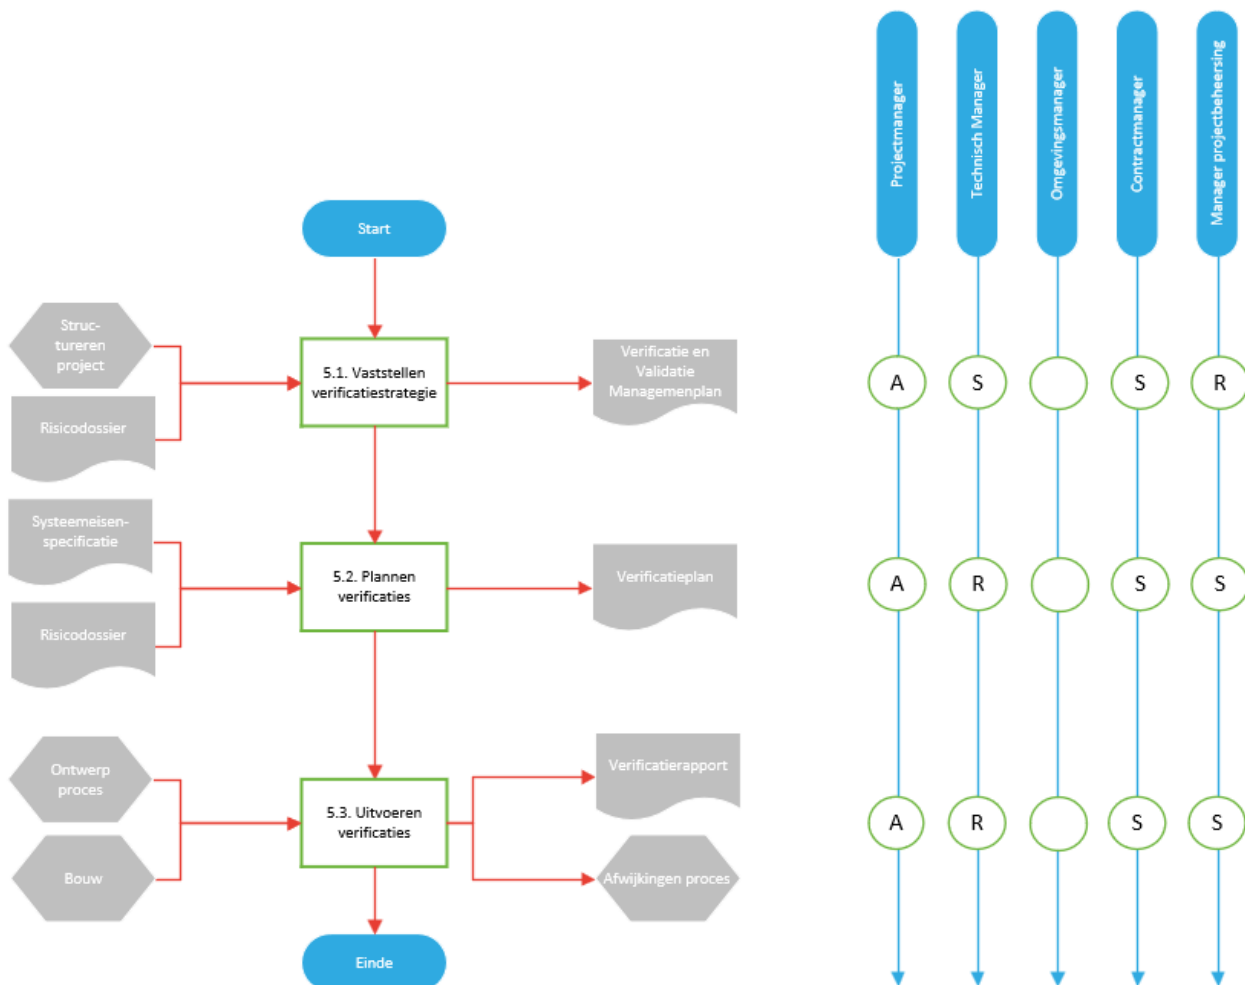 Projectmanager
Technisch Manager
Omgevingsmanager
Contractmanager
Manager projectbeheersing
Start
Struc-
tureren
project
Risicodossier
5.1. Vaststellen
verificatiestrategie
Verificatie en
Validatie
Managemenplan
A
S
S
R
Systeemeisen-
specificatie
Risicodossier
5.2. Plannen
verificaties
Verificatieplan
A
R
S
S
Ontwerp
proces
Bouw
5.3. Uitvoeren
verificaties
Verificatierapport
Afwijkingen proces
A
R
S
S
Einde